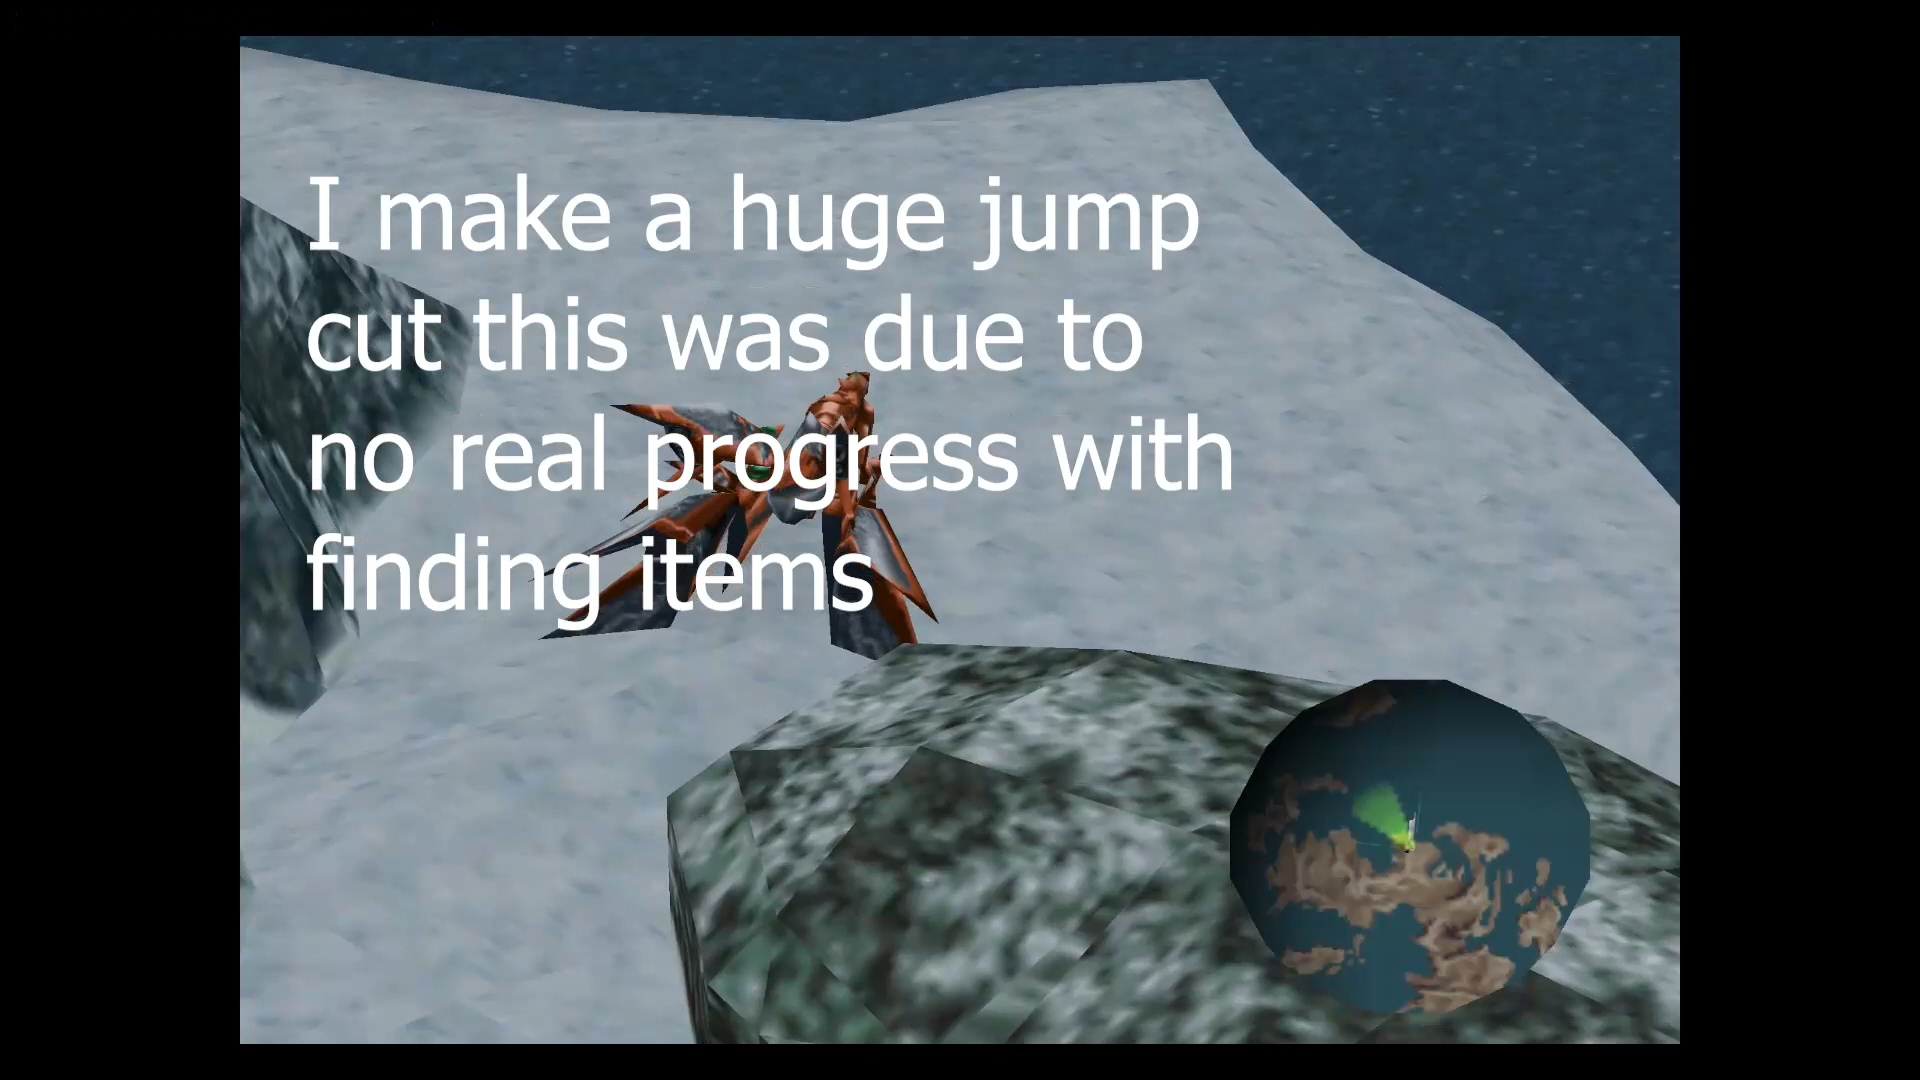 I make a huge jump
cut this was due to
no real progress with
finding items